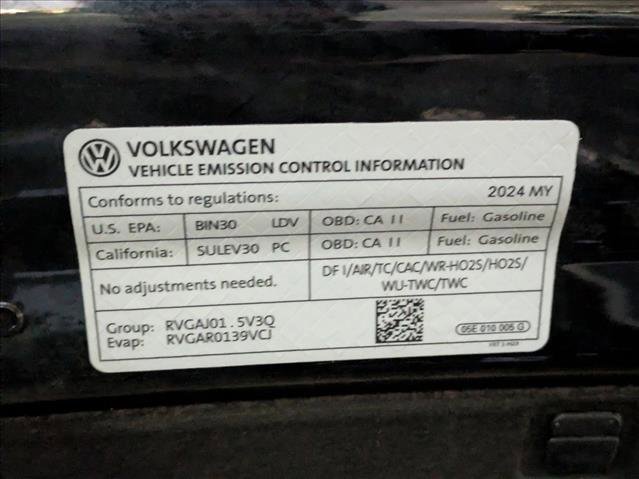 VOLKSWAGEN
VEHICLE EMISSION CONTROL INFORMATION
Conforms to regulations: 2024 MY
U.S. EPA: BIN30 LDV OBD: CA II Fuel: Gasoline
California: SULEV30 PC OBD: CA II Fuel: Gasoline
No adjustments needed. DFI/AIR/TC/CAC/WR-HO2S/HO2S/
WU-TWC/TWC
Group: RVGAJ01.5V3Q
Evap: RVGAR0139VCJ
05E 010 005 G